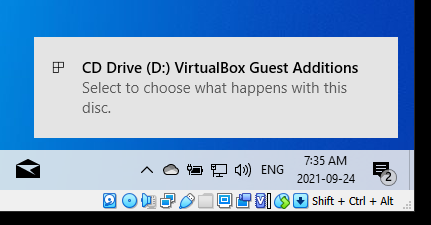 CD Drive (D:) VirtualBox Guest Additions
Select to choose what happens with this
disc.
ENG
7:35 AM
2021-09-24
2
Shift + Ctrl + Alt